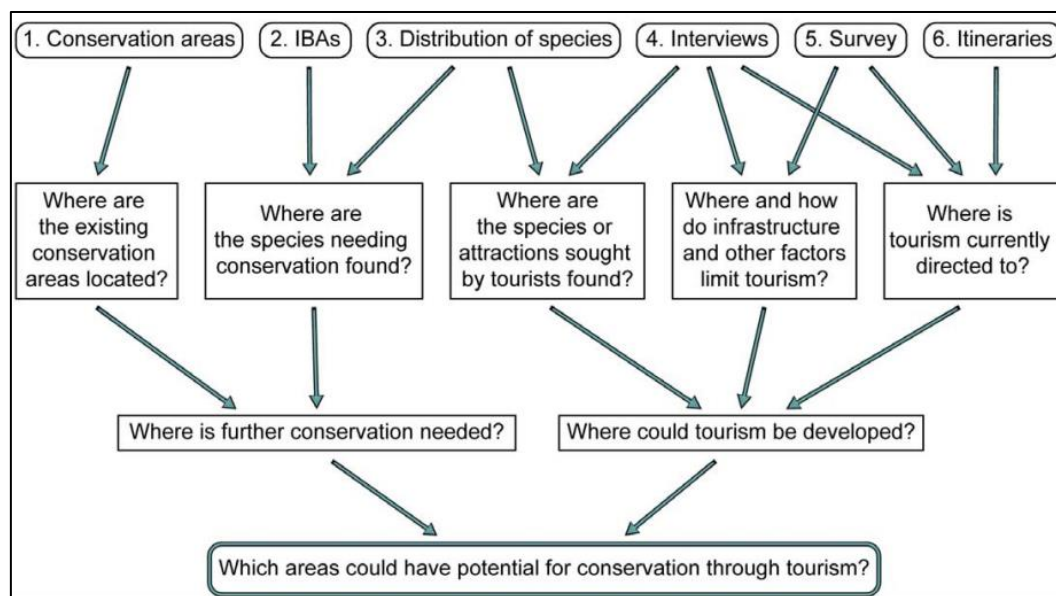 1. Conservation areas
2. IBAs
3. Distribution of species
4. Interviews
5. Survey
6. Itineraries
Where are
the existing
conservation
areas located?
Where are
the species needing
conservation found?
Where are
the species or
attractions sought
by tourists found?
Where and how
do infrastructure
and other factors
limit tourism?
Where is
tourism currently
directed to?
Where is further conservation needed?
Where could tourism be developed?
Which areas could have potential for conservation through tourism?